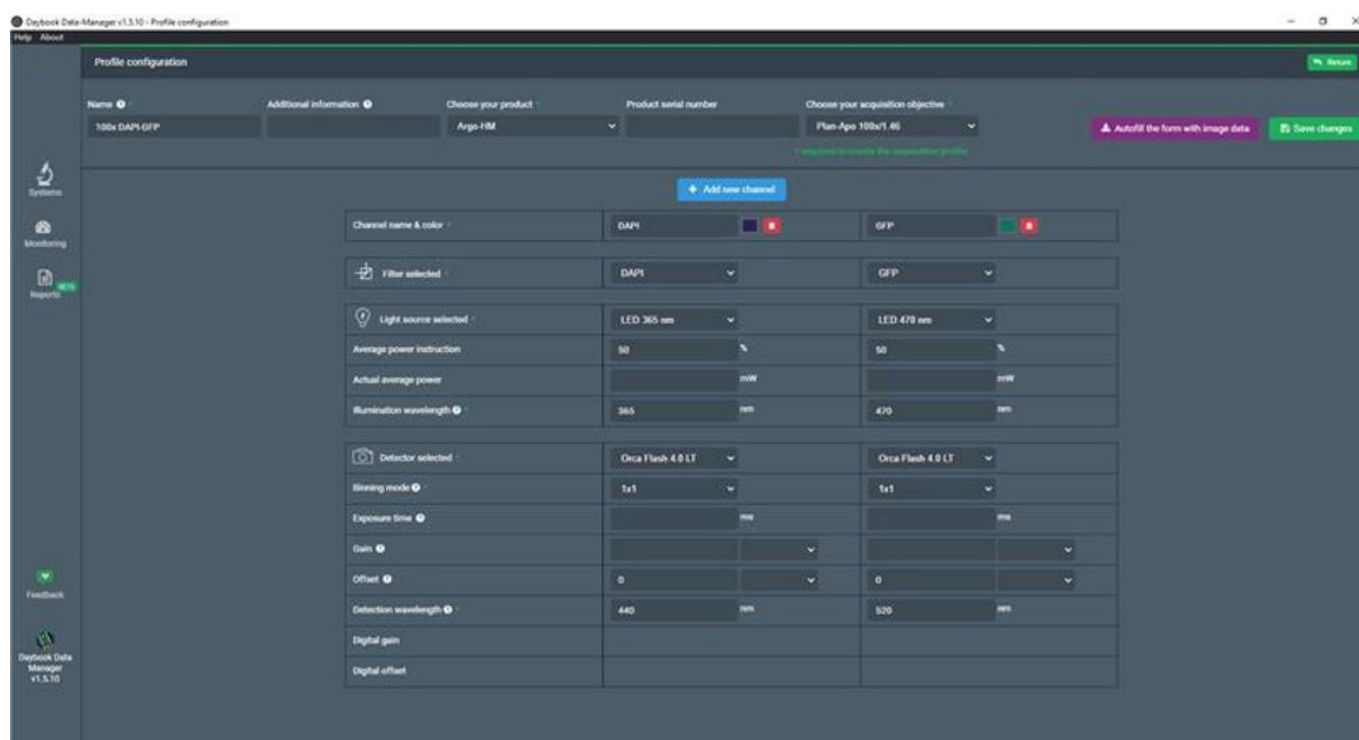 Daybook Data-Manager v1.5.10 - Profile configuration
Help About
Profile configuration
Return
Name Additional information Choose your product Product serial number Choose your acquisition objective
100x DAPI-GFP Argo-HM Plan-Apo 100x/1.46
Autofill the form with image data Save changes
* required to create the acquisition profile
Systems
Monitoring
Reports BETA
Add new channel
Channel name & color * DAPI GFP
Filter selected * DAPI GFP
Light source selected * LED 365 nm LED 470 nm
Average power instruction 50 % 50 %
Actual average power mW mW
Illumination wavelength * 365 nm 470 nm
Detector selected * Orca Flash 4.0 LT Orca Flash 4.0 LT
Binning mode * 1x1 1x1
Exposure time ms ms
Gain
Offset 0 0
Detection wavelength * 440 nm 520 nm
Digital gain
Digital offset
Feedback
Daybook Data
Manager
v1.5.10